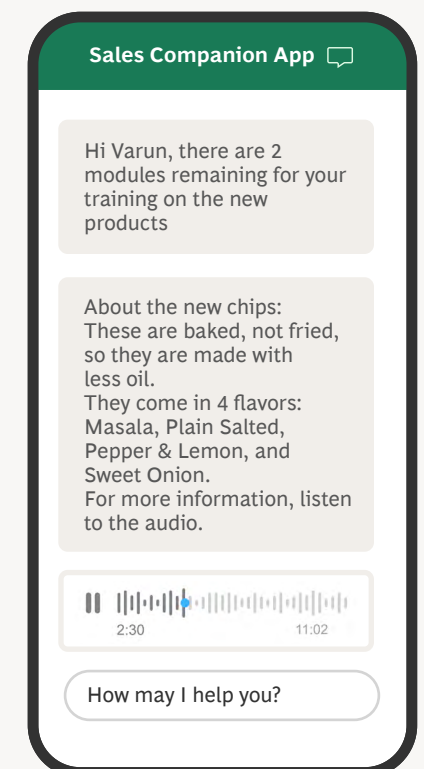 Sales Companion App
Hi Varun, there are 2
modules remaining for your
training on the new
products
About the new chips:
These are baked, not fried,
so they are made with
less oil.
They come in 4 flavors:
Masala, Plain Salted,
Pepper & Lemon, and
Sweet Onion.
For more information, listen
to the audio.
2:30
11:02
How may I help you?